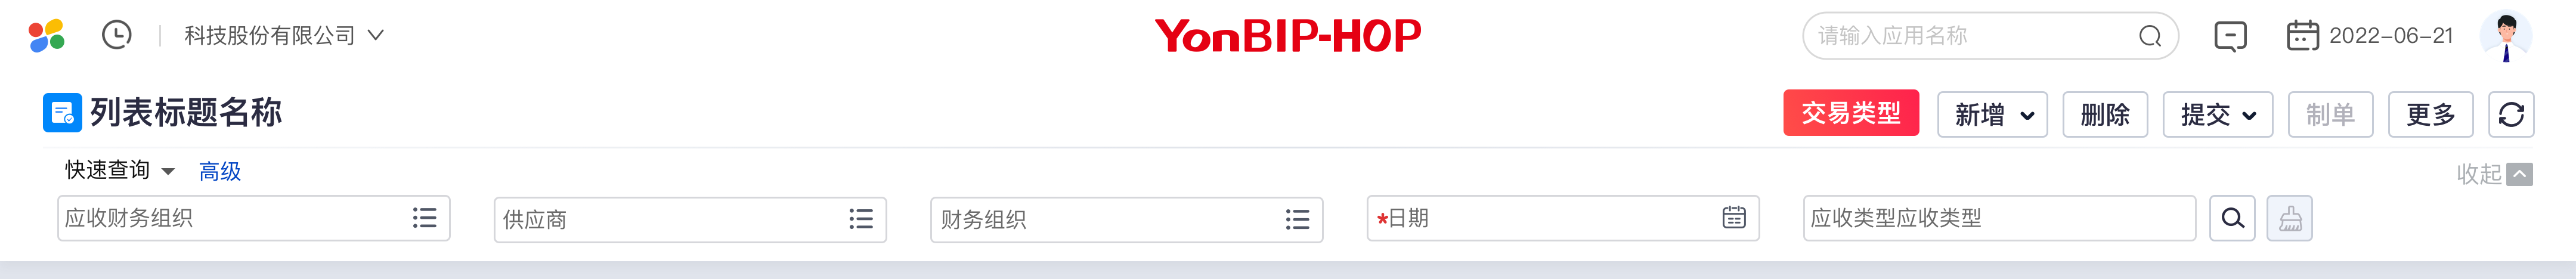 科技股份有限公司 YonBIP-HOP 请输入应用名称 2022-06-21
列表标题名称 交易类型 新增 删除 提交 制单 更多
快速查询 高级 收起
应收财务组织 供应商 财务组织 *日期 应收类型应收类型